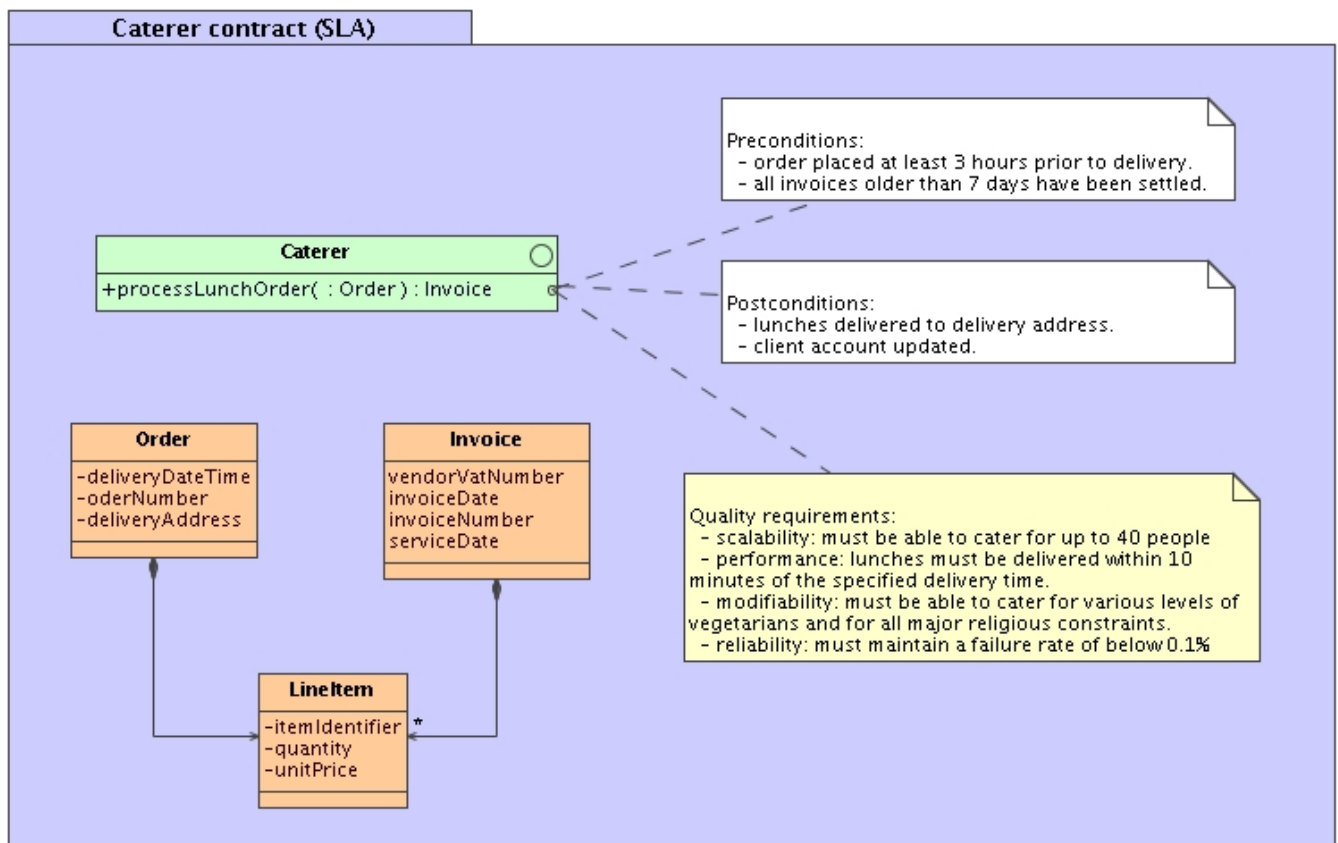 Caterer contract (SLA)
Preconditions:
- order placed at least 3 hours prior to delivery.
- all invoices older than 7 days have been settled.
Caterer
+processLunchOrder( : Order ) : Invoice
Postconditions:
- lunches delivered to delivery address.
- client account updated.
Order
-deliveryDateTime
-oderNumber
-deliveryAddress
Invoice
vendorVatNumber
invoiceDate
invoiceNumber
serviceDate
Quality requirements:
- scalability: must be able to cater for up to 40 people
- performance: lunches must be delivered within 10
minutes of the specified delivery time.
- modifiability: must be able to cater for various levels of
vegetarians and for all major religious constraints.
- reliability: must maintain a failure rate of below 0.1%
LineItem
-itemIdentifier
-quantity
-unitPrice
*